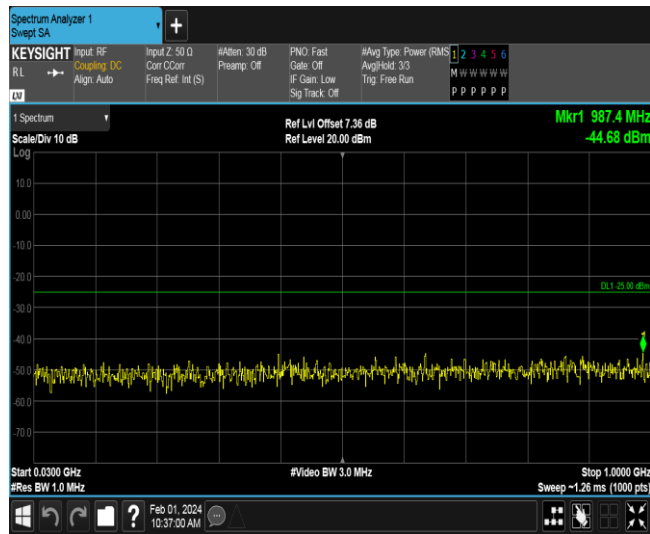 Spectrum Analyzer 1
Swept SA
KEYSIGHT
RL
LXI
Input: RF
Coupling: DC
Align: Auto
Input Z: 50 Ω
Corr CCorr
Freq Ref: Int (S)
#Atten: 30 dB
Preamp: Off
PNO: Fast
Gate: Off
IF Gain: Low
Sig Track: Off
#Avg Type: Power (RMS
Avg|Hold: 3/3
Trig: Free Run
1 2 3 4 5 6
M W W W W W
P P P P P P
1 Spectrum
Scale/Div 10 dB
Log
Ref Lvl Offset 7.36 dB
Ref Level 20.00 dBm
Mkr1 987.4 MHz
-44.68 dBm
10.0
0.00
-10.0
-20.0
DL1 -25.00 dBm
-30.0
-40.0
-50.0
-60.0
-70.0
Start 0.0300 GHz
#Video BW 3.0 MHz
Stop 1.0000 GHz
#Res BW 1.0 MHz
Sweep ~1.26 ms (1000 pts)
?
Feb 01, 2024
10:37:00 AM